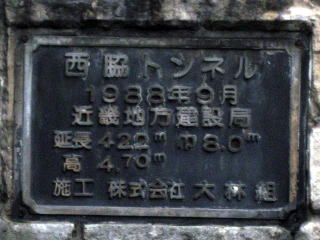 西脇トンネル
1988年9月
近畿地方建設局
延長 422m 巾8.0m
高 4.70m
施工 株式会社 大林組